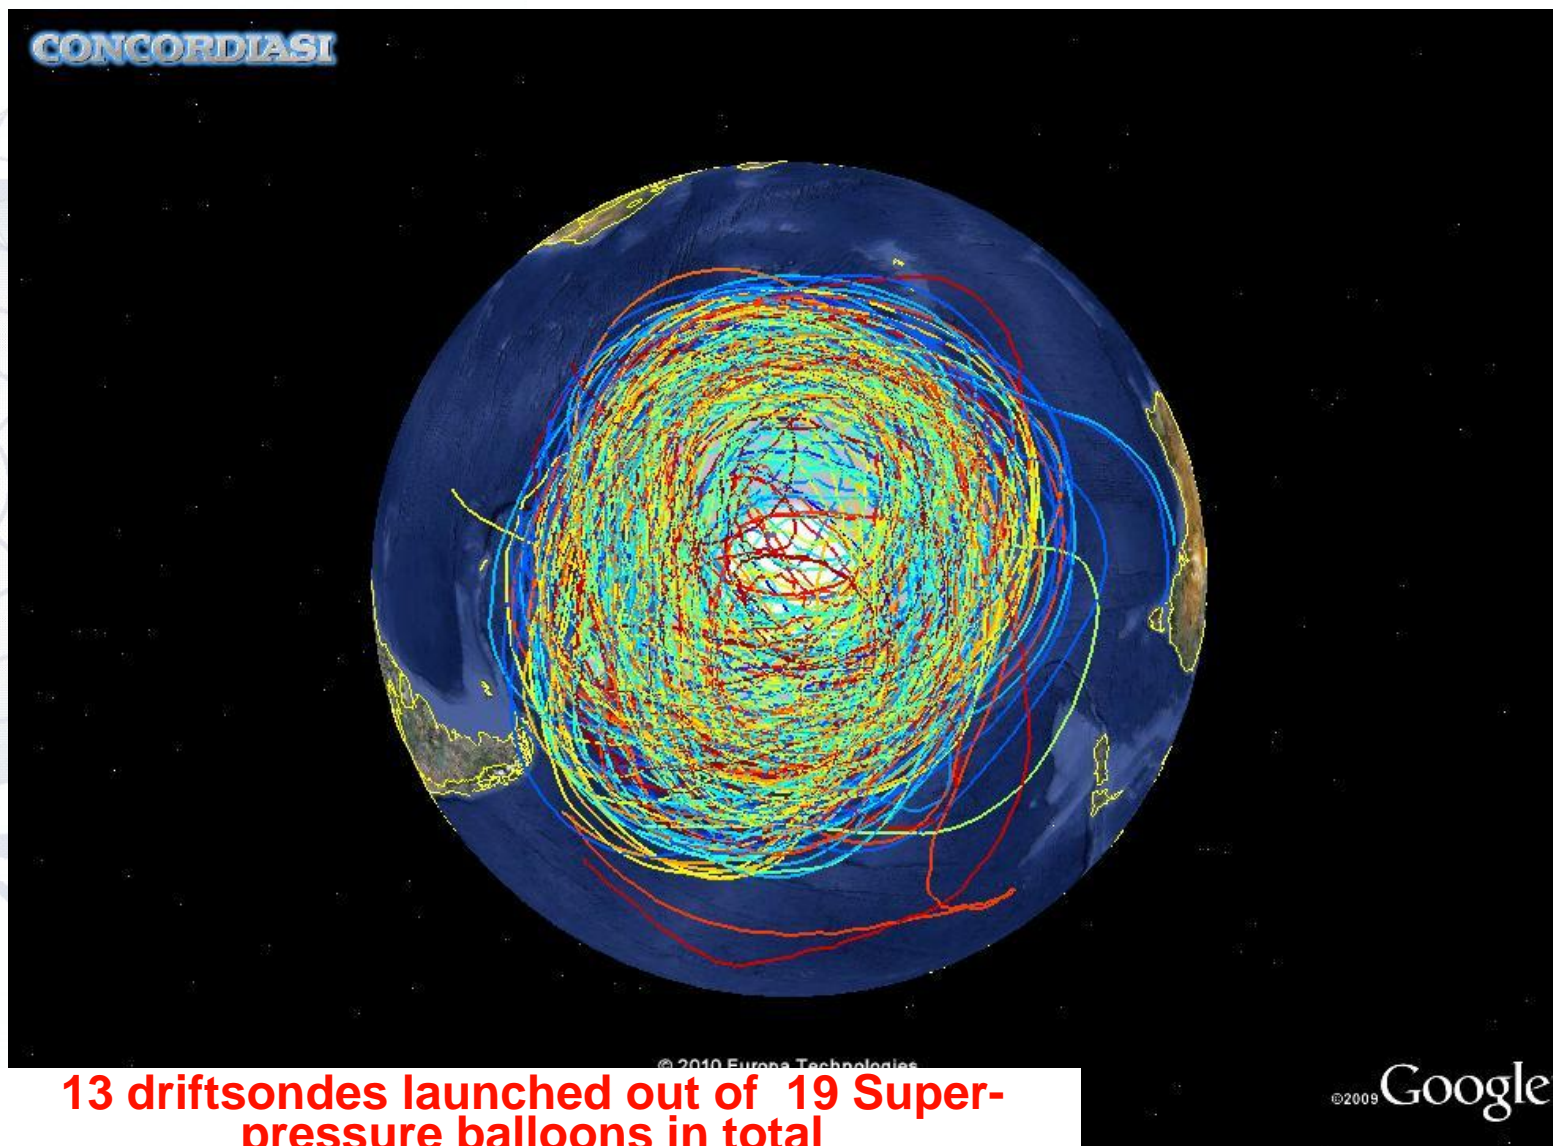 CONCORDIASI
© 2010 Europa Technologies
©2009 Google
13 driftsondes launched out of 19 Super-
pressure balloons in total